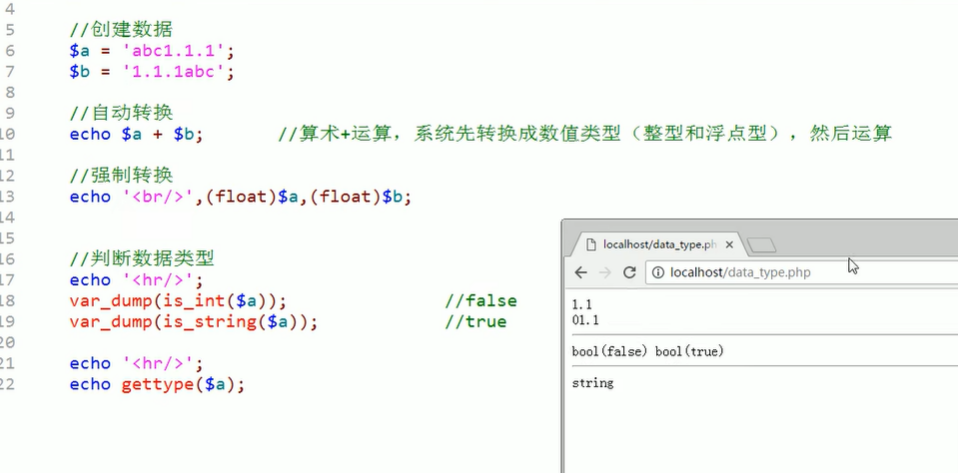 4
5 //创建数据
6 $a = 'abc1.1.1';
7 $b = '1.1.1abc';
8
9 //自动转换
10 echo $a + $b; //算术+运算，系统先转换成数值类型（整型和浮点型），然后运算
11
12 //强制转换
13 echo '<br/>',(float)$a,(float)$b;
14
15
16 //判断数据类型
17 echo '<hr/>';
18 var_dump(is_int($a)); //false
19 var_dump(is_string($a)); //true
20
21 echo '<hr/>';
22 echo gettype($a);
localhost/data_type.ph
localhost/data_type.php
1.1
01.1
bool(false) bool(true)
string